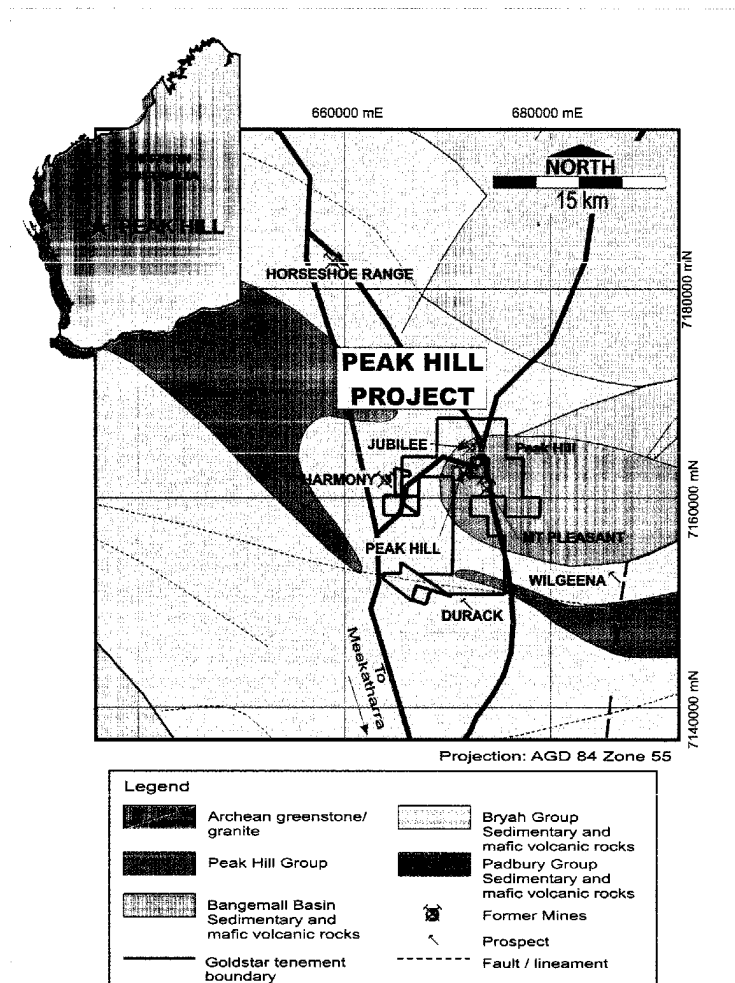 660000 mE
680000 mE
NORTH
15 km
PEAK HILL
HORSESHOE RANGE
7180000 mN
PEAK HILL
PROJECT
JUBILEE
Peak Hill
HARMONY
7160000 mN
MT PLEASANT
PEAK HILL
WILGEENA
DURACK
To
Meekatharra
7140000 mN
Projection: AGD 84 Zone 55
Legend
Archean greenstone/
granite
Peak Hill Group
Bangemall Basin
Sedimentary and
mafic volcanic rocks
Goldstar tenement
boundary
Bryah Group
Sedimentary and
mafic volcanic rocks
Padbury Group
Sedimentary and
mafic volcanic rocks
Former Mines
Prospect
Fault / lineament